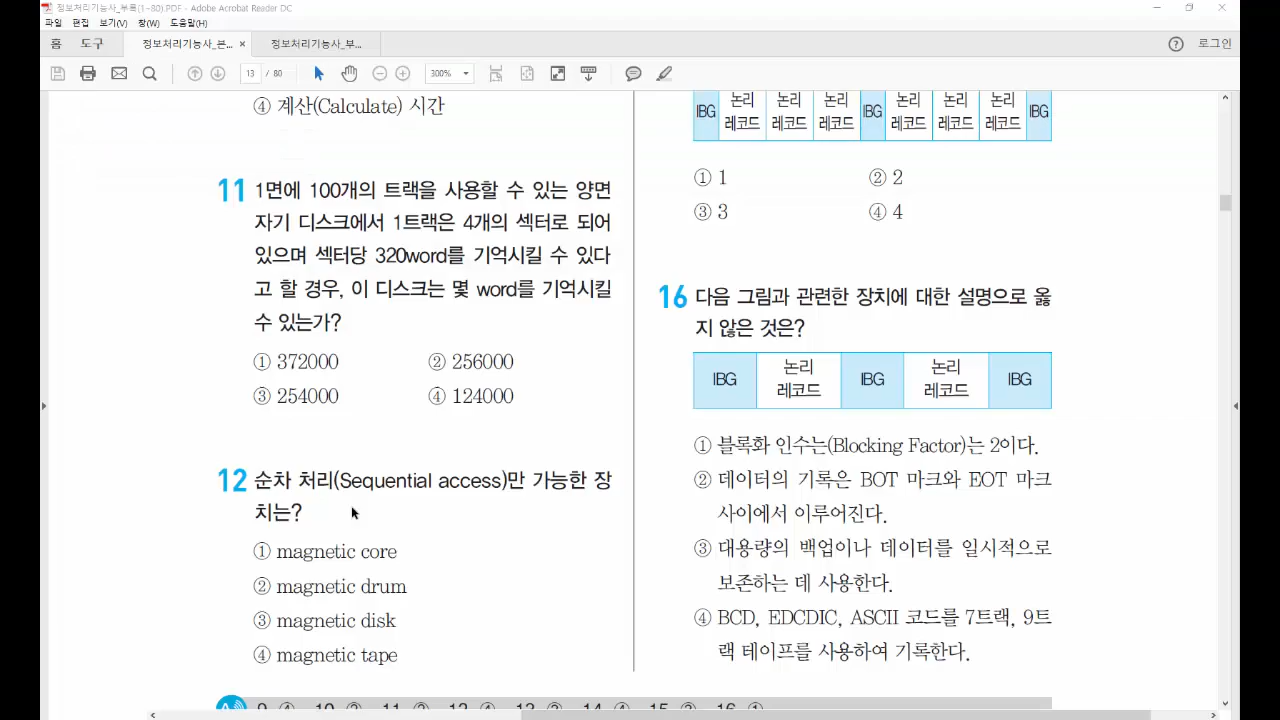 정보처리기능사_부록(1~80).PDF - Adobe Acrobat Reader DC
파일 편집 보기(V) 창(W) 도움말(H)
홈 도구 정보처리기능사_본... × 정보처리기능사_부... 로그인
13 / 80 300%
④ 계산(Calculate) 시간
11 1면에 100개의 트랙을 사용할 수 있는 양면
자기 디스크에서 1트랙은 4개의 섹터로 되어
있으며 섹터당 320word를 기억시킬 수 있다
고 할 경우, 이 디스크는 몇 word를 기억시킬
수 있는가?
① 372000 ② 256000
③ 254000 ④ 124000
12 순차 처리(Sequential access)만 가능한 장
치는?
① magnetic core
② magnetic drum
③ magnetic disk
④ magnetic tape
IBG 논리 레코드 논리 레코드 논리 레코드 IBG 논리 레코드 논리 레코드 논리 레코드 IBG
① 1 ② 2
③ 3 ④ 4
16 다음 그림과 관련한 장치에 대한 설명으로 옳
지 않은 것은?
IBG 논리 레코드 IBG 논리 레코드 IBG
① 블록화 인수는(Blocking Factor)는 2이다.
② 데이터의 기록은 BOT 마크와 EOT 마크
사이에서 이루어진다.
③ 대용량의 백업이나 데이터를 일시적으로
보존하는 데 사용한다.
④ BCD, EDCDIC, ASCII 코드를 7트랙, 9트
랙 테이프를 사용하여 기록한다.